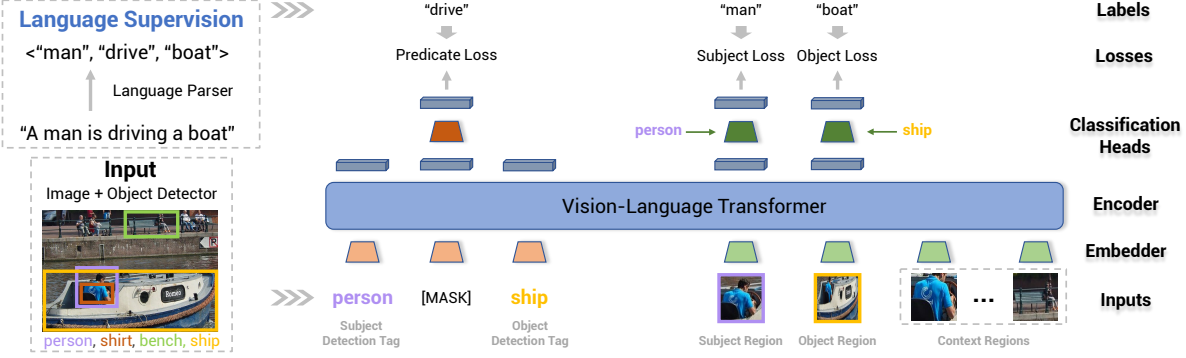 Language Supervision
<“man”, “drive”, “boat”>
Language Parser
“A man is driving a boat”
Input
Image + Object Detector
Roméo
person, shirt, bench, ship
“drive”
“man”
“boat”
Labels
Predicate Loss
Subject Loss
Object Loss
Losses
person
ship
Classification
Heads
Vision-Language Transformer
Encoder
Embedder
person
[MASK]
ship
...
Inputs
Subject
Detection Tag
Object
Detection Tag
Subject Region
Object Region
Context Regions